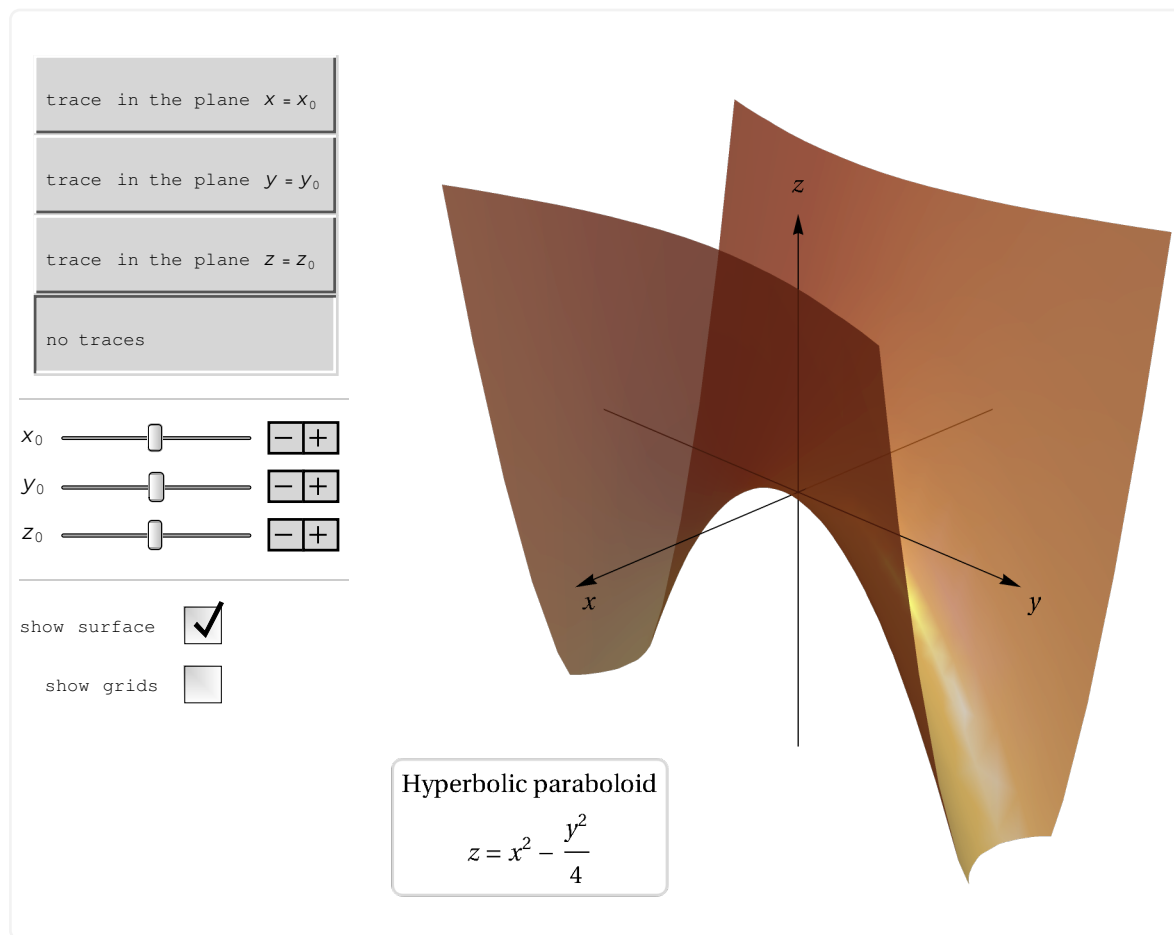 trace in the plane x = x₀
trace in the plane y = y₀
trace in the plane z = z₀
no traces
x₀ − +
y₀ − +
z₀ − +
show surface
show grids
z
x
y
Hyperbolic paraboloid
z = x² − y²/4